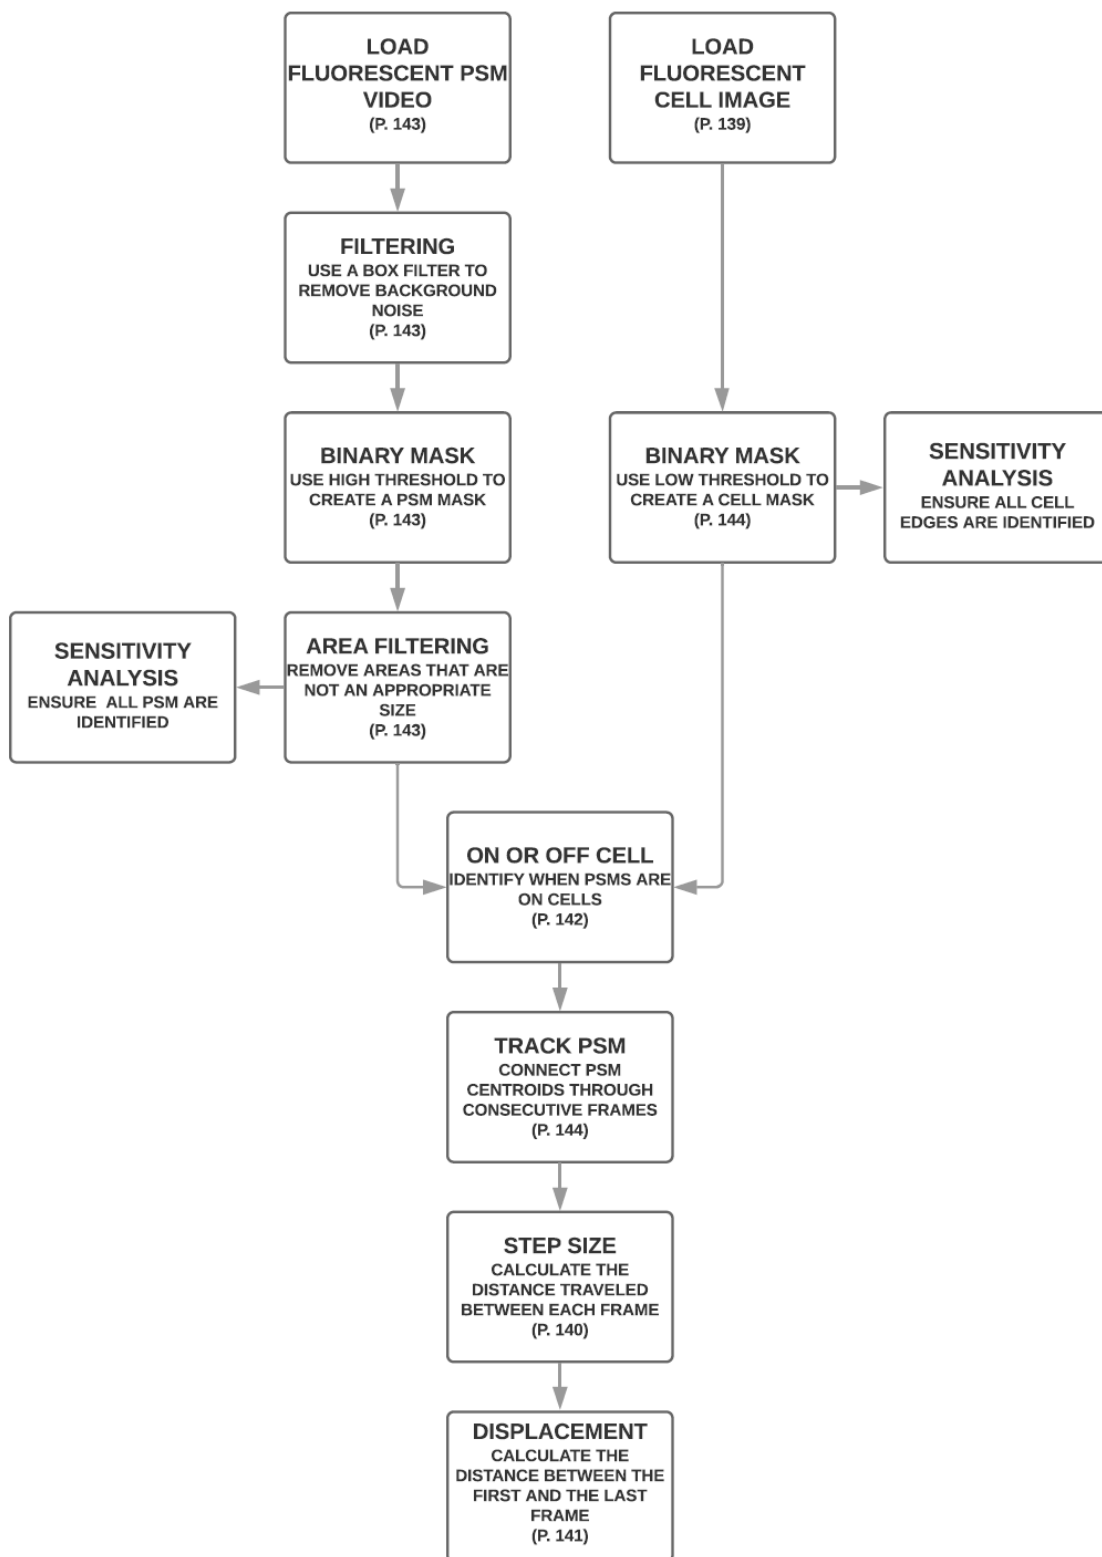 LOAD
FLUORESCENT PSM
VIDEO
(P. 143)
LOAD
FLUORESCENT
CELL IMAGE
(P. 139)
FILTERING
USE A BOX FILTER TO
REMOVE BACKGROUND
NOISE
(P. 143)
BINARY MASK
USE HIGH THRESHOLD TO
CREATE A PSM MASK
(P. 143)
BINARY MASK
USE LOW THRESHOLD TO
CREATE A CELL MASK
(P. 144)
SENSITIVITY
ANALYSIS
ENSURE ALL CELL
EDGES ARE IDENTIFIED
SENSITIVITY
ANALYSIS
ENSURE ALL PSM ARE
IDENTIFIED
AREA FILTERING
REMOVE AREAS THAT ARE
NOT AN APPROPRIATE
SIZE
(P. 143)
ON OR OFF CELL
IDENTIFY WHEN PSMS ARE
ON CELLS
(P. 142)
TRACK PSM
CONNECT PSM
CENTROIDS THROUGH
CONSECUTIVE FRAMES
(P. 144)
STEP SIZE
CALCULATE THE
DISTANCE TRAVELED
BETWEEN EACH FRAME
(P. 140)
DISPLACEMENT
CALCULATE THE
DISTANCE BETWEEN THE
FIRST AND THE LAST
FRAME
(P. 141)